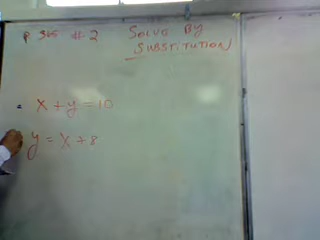 P 365 # 2
SOLVE BY
SUBSTITUTION
x + y = 10
y = x + 8